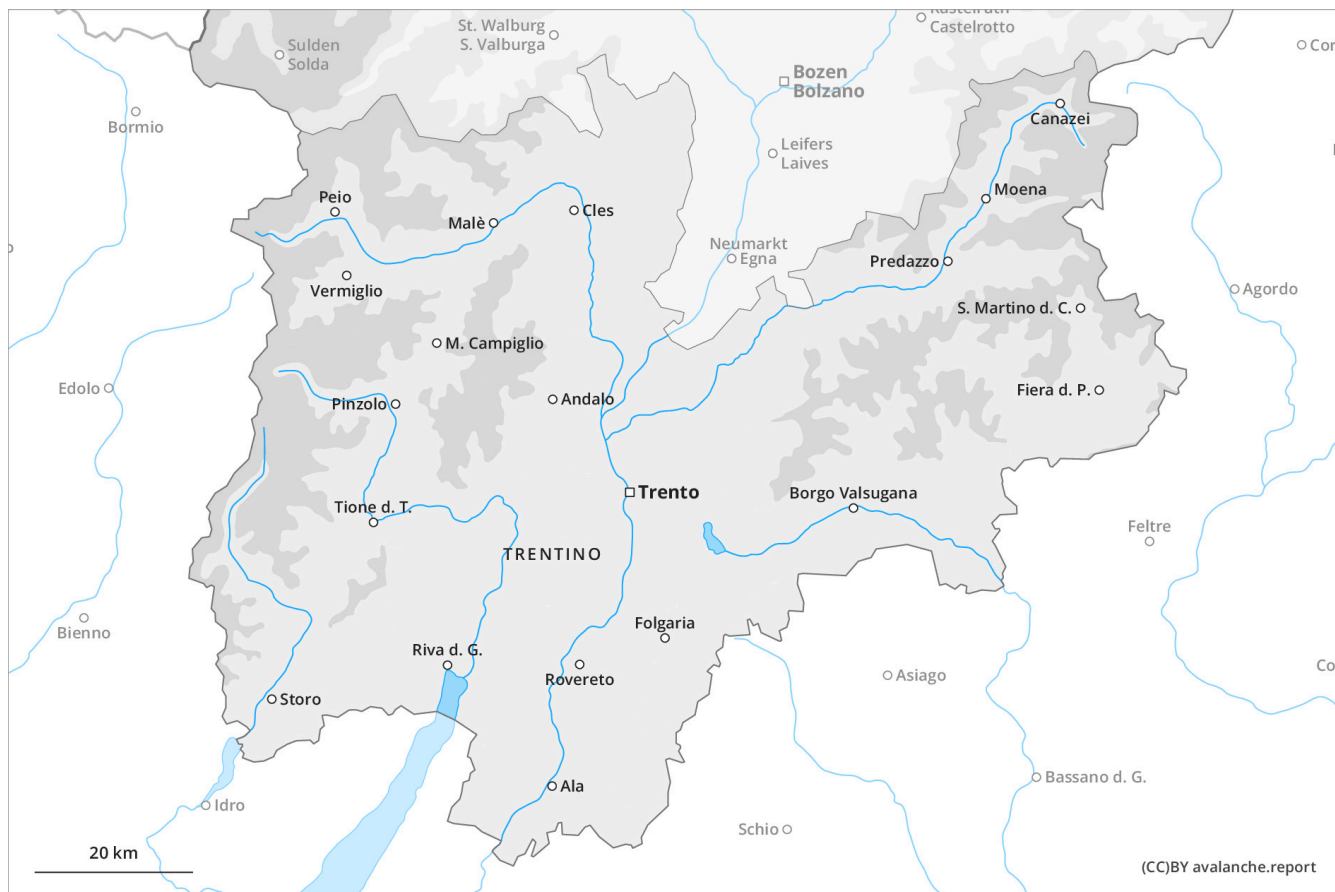 Kastelruth
Castelrotto
St. Walburg
S. Valburga
Sulden
Solda
Bozen
Bolzano
Bormio
Canazei
Leifers
Laives
Peio
Moena
Malè
Cles
Neumarkt
Egna
Predazzo
Vermiglio
Agordo
S. Martino d. C.
M. Campiglio
Edolo
Fiera d. P.
Pinzolo
Andalo
Trento
Borgo Valsugana
Tione d. T.
Feltre
TRENTINO
Bienno
Folgaria
Riva d. G.
Rovereto
Asiago
Storo
Bassano d. G.
Ala
Idro
Schio
20 km
(CC)BY avalanche.report